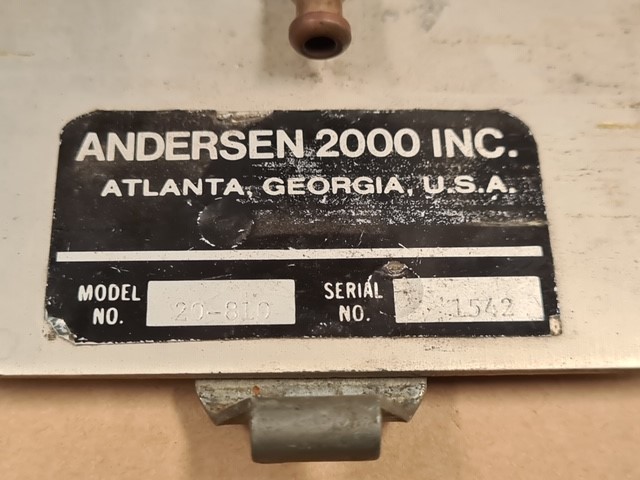 ANDERSEN 2000 INC.
ATLANTA, GEORGIA, U.S.A.
MODEL NO. 20-810
SERIAL NO. 1542